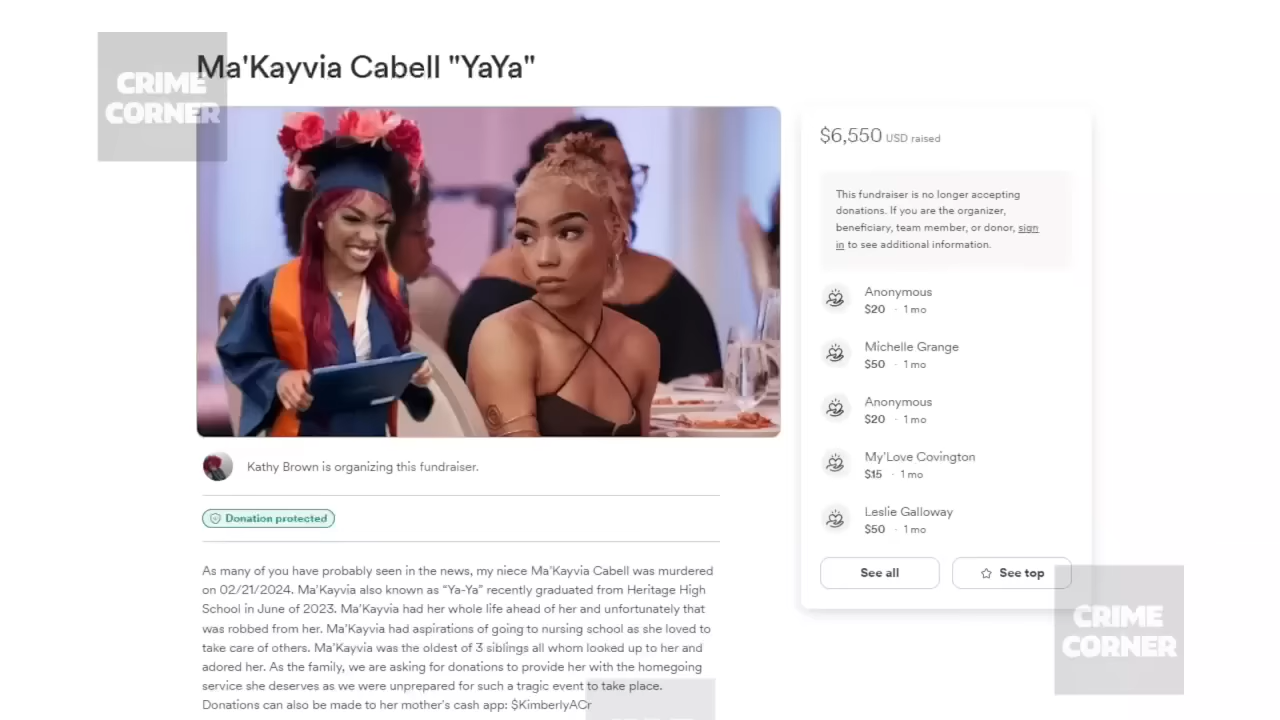 CRIME
CORNER
Ma'Kayvia Cabell "YaYa"
Kathy Brown is organizing this fundraiser.
Donation protected
As many of you have probably seen in the news, my niece Ma'Kayvia Cabell was murdered
on 02/21/2024. Ma'Kayvia also known as “Ya-Ya” recently graduated from Heritage High
School in June of 2023. Ma'Kayvia had her whole life ahead of her and unfortunately that
was robbed from her. Ma'Kayvia had aspirations of going to nursing school as she loved to
take care of others. Ma'Kayvia was the oldest of 3 siblings all whom looked up to her and
adored her. As the family, we are asking for donations to provide her with the homegoing
service she deserves as we were unprepared for such a tragic event to take place.
Donations can also be made to her mother's cash app: $KimberlyACr
$6,550 USD raised
This fundraiser is no longer accepting
donations. If you are the organizer,
beneficiary, team member, or donor, sign
in to see additional information.
Anonymous
$20 · 1 mo
Michelle Grange
$50 · 1 mo
Anonymous
$20 · 1 mo
My'Love Covington
$15 · 1 mo
Leslie Galloway
$50 · 1 mo
See all
See top
CRIME
CORNER